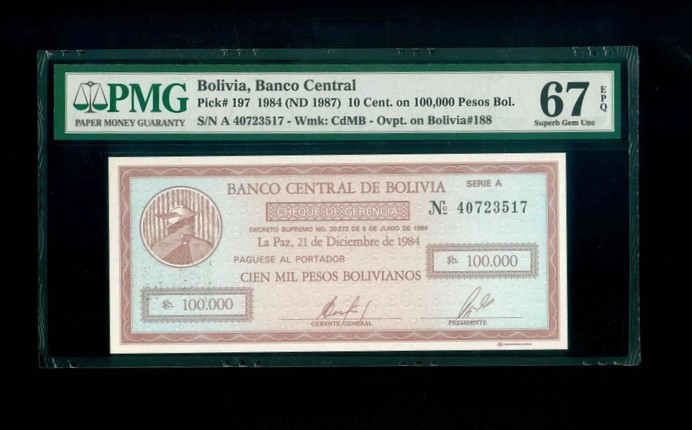 PMG
PAPER MONEY GUARANTY
Bolivia, Banco Central
Pick# 197 1984 (ND 1987) 10 Cent. on 100,000 Pesos Bol.
S/N A 40723517 - Wmk: CdMB - Ovpt. on Bolivia#188
67
EPQ
Superb Gem Unc
BANCO CENTRAL DE BOLIVIA
SERIE A
CHEQUE DE GERENCIA
Nº 40723517
DECRETO SUPREMO NO. 20272 DE 5 DE JUNIO DE 1984
La Paz, 21 de Diciembre de 1984
PAGUESE AL PORTADOR
$b. 100.000
CIEN MIL PESOS BOLIVIANOS
$b. 100.000
GERENTE GENERAL
PRESIDENTE